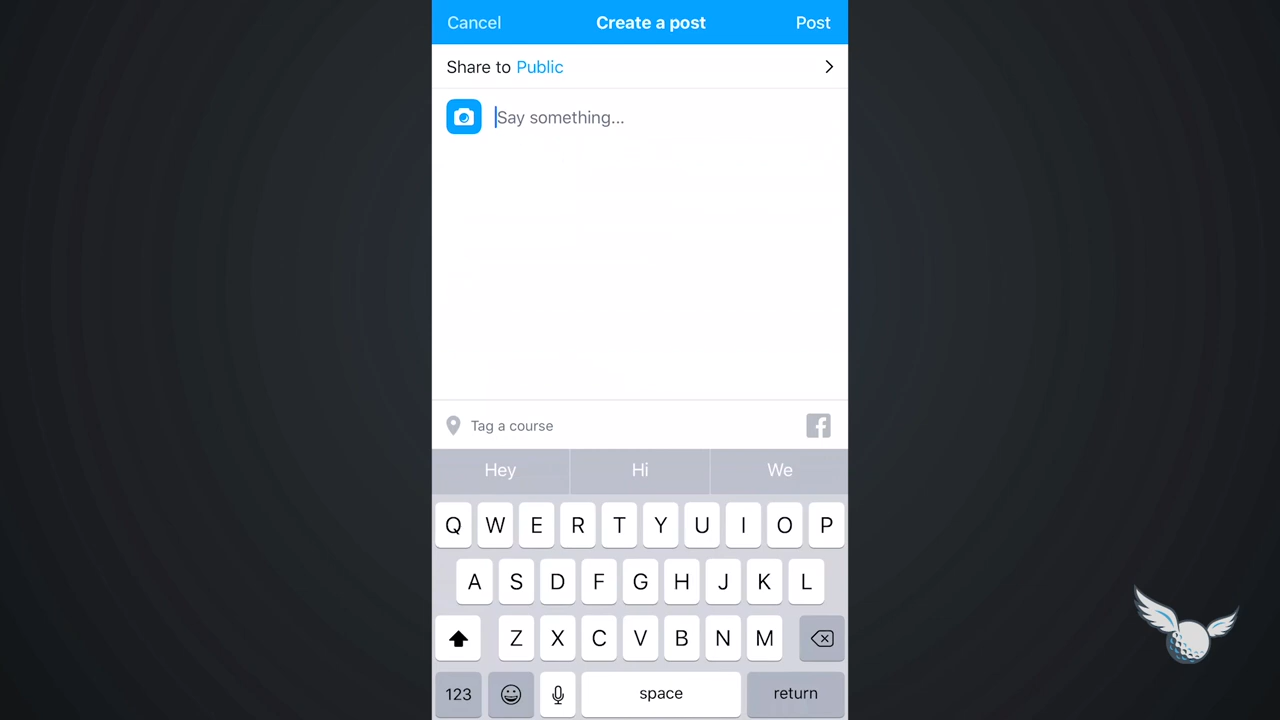 Cancel Create a post Post
Share to Public
Say something...
Tag a course
Hey Hi We
Q W E R T Y U I O P
A S D F G H J K L
Z X C V B N M
123 space return